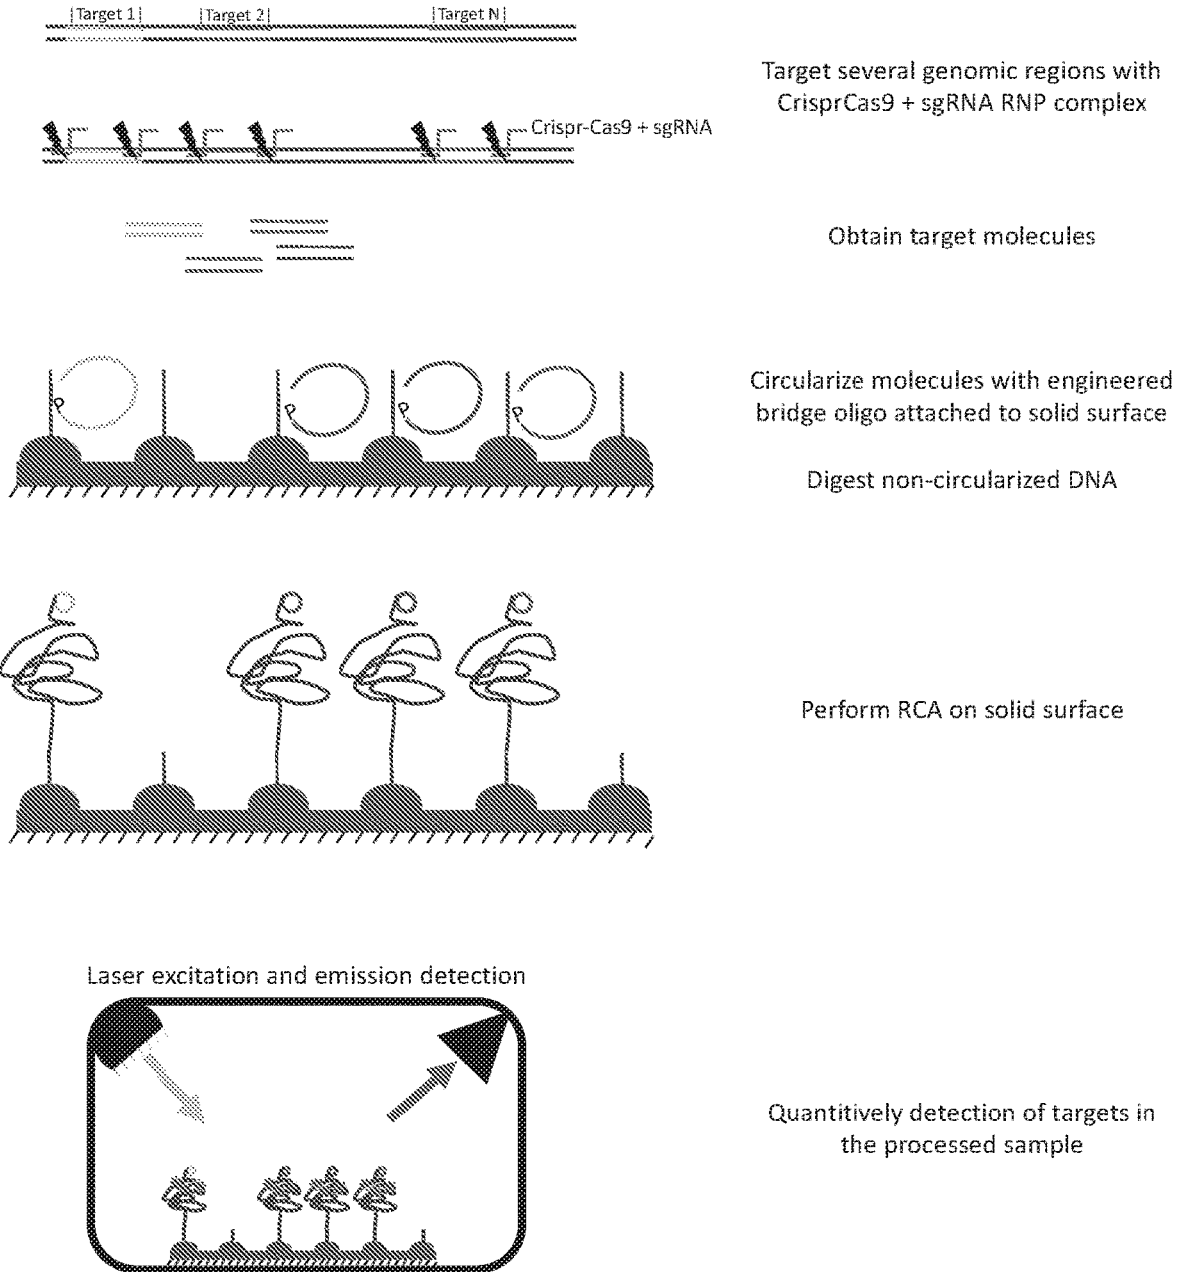 |Target 1| |Target 2| |Target N|
Target several genomic regions with
CrisprCas9 + sgRNA RNP complex
Crispr-Cas9 + sgRNA
Obtain target molecules
P P P P
Circularize molecules with engineered
bridge oligo attached to solid surface
Digest non-circularized DNA
Perform RCA on solid surface
Laser excitation and emission detection
Quantitively detection of targets in
the processed sample